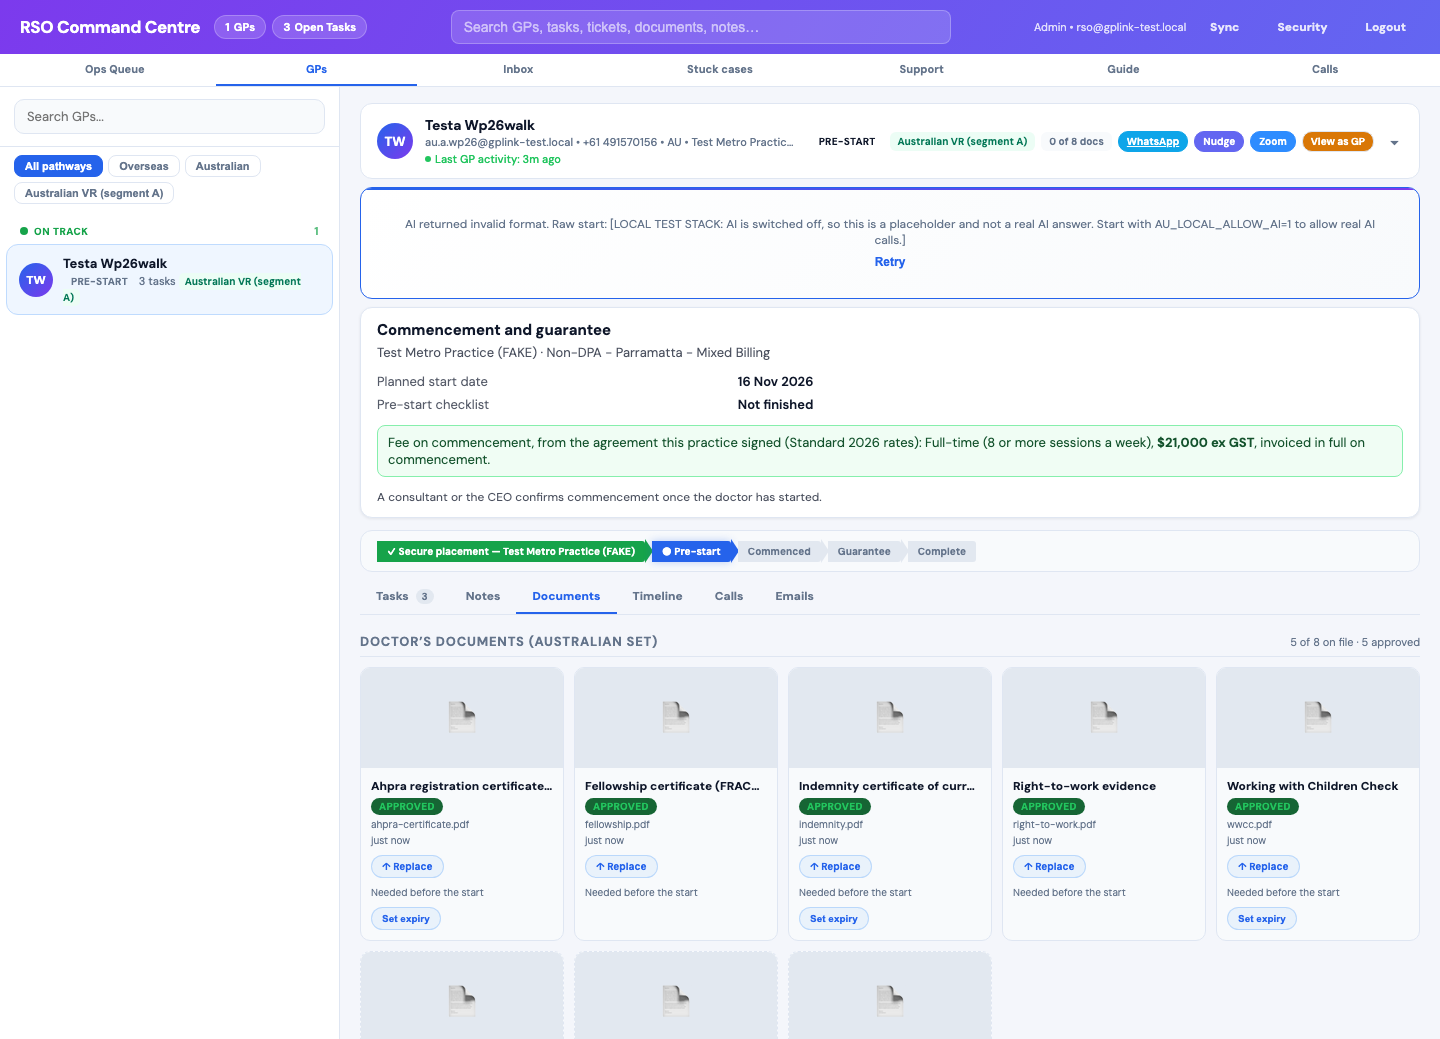 RSO Command Centre
1 GPs
3 Open Tasks
Search GPs, tasks, tickets, documents, notes…
Admin • rso@gplink-test.local
Sync
Security
Logout
Ops Queue
GPs
Inbox
Stuck cases
Support
Guide
Calls
Search GPs...
All pathways
Overseas
Australian
Australian VR (segment A)
ON TRACK
1
TW
Testa Wp26walk
PRE-START 3 tasks Australian VR (segment
A)
TW
Testa Wp26walk
au.a.wp26@gplink-test.local • +61 491570156 • AU • Test Metro Practic...
Last GP activity: 3m ago
PRE-START
Australian VR (segment A)
0 of 8 docs
WhatsApp
Nudge
Zoom
View as GP
AI returned invalid format. Raw start: [LOCAL TEST STACK: AI is switched off, so this is a placeholder and not a real AI answer. Start with AU_LOCAL_ALLOW_AI=1 to allow real AI
calls.]
Retry
Commencement and guarantee
Test Metro Practice (FAKE) · Non-DPA - Parramatta - Mixed Billing
Planned start date 16 Nov 2026
Pre-start checklist Not finished
Fee on commencement, from the agreement this practice signed (Standard 2026 rates): Full-time (8 or more sessions a week), $21,000 ex GST, invoiced in full on
commencement.
A consultant or the CEO confirms commencement once the doctor has started.
✓ Secure placement — Test Metro Practice (FAKE)
Pre-start
Commenced
Guarantee
Complete
Tasks 3
Notes
Documents
Timeline
Calls
Emails
DOCTOR'S DOCUMENTS (AUSTRALIAN SET)
5 of 8 on file · 5 approved
Ahpra registration certificate...
APPROVED
ahpra-certificate.pdf
just now
↑ Replace
Needed before the start
Set expiry
Fellowship certificate (FRAC...
APPROVED
fellowship.pdf
just now
↑ Replace
Needed before the start
Indemnity certificate of curr...
APPROVED
indemnity.pdf
just now
↑ Replace
Needed before the start
Set expiry
Right-to-work evidence
APPROVED
right-to-work.pdf
just now
↑ Replace
Needed before the start
Working with Children Check
APPROVED
wwcc.pdf
just now
↑ Replace
Needed before the start
Set expiry